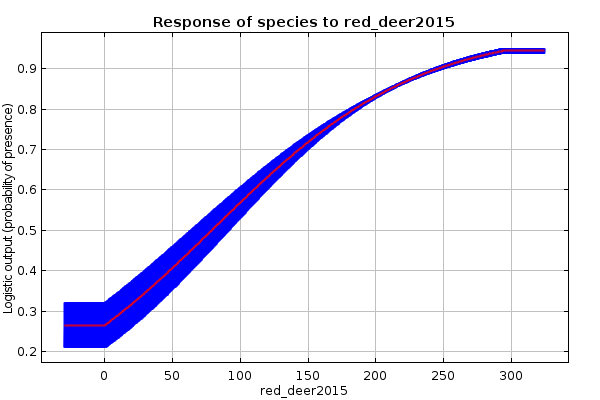 Response of species to red_deer2015
Logistic output (probability of presence)
0.9
0.8
0.7
0.6
0.5
0.4
0.3
0.2
0 50 100 150 200 250 300
red_deer2015